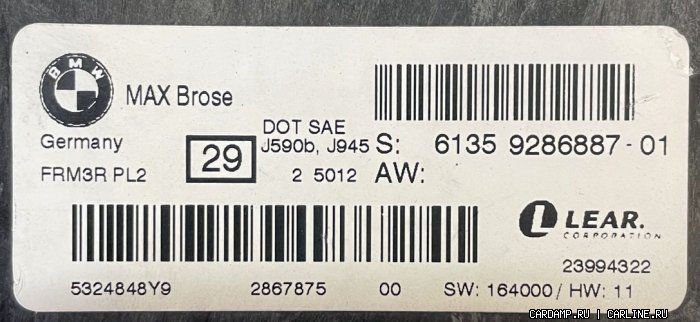 BMW
MAX Brose
Germany
FRM3R PL2
29
DOT SAE
J590b, J945
2 5012
S: 6135 9286887-01
AW:
LEAR.
CORPORATION
23994322
5324848Y9 2867875 00 SW: 164000/ HW: 11
CARDAMP.RU | CARLINE.RU